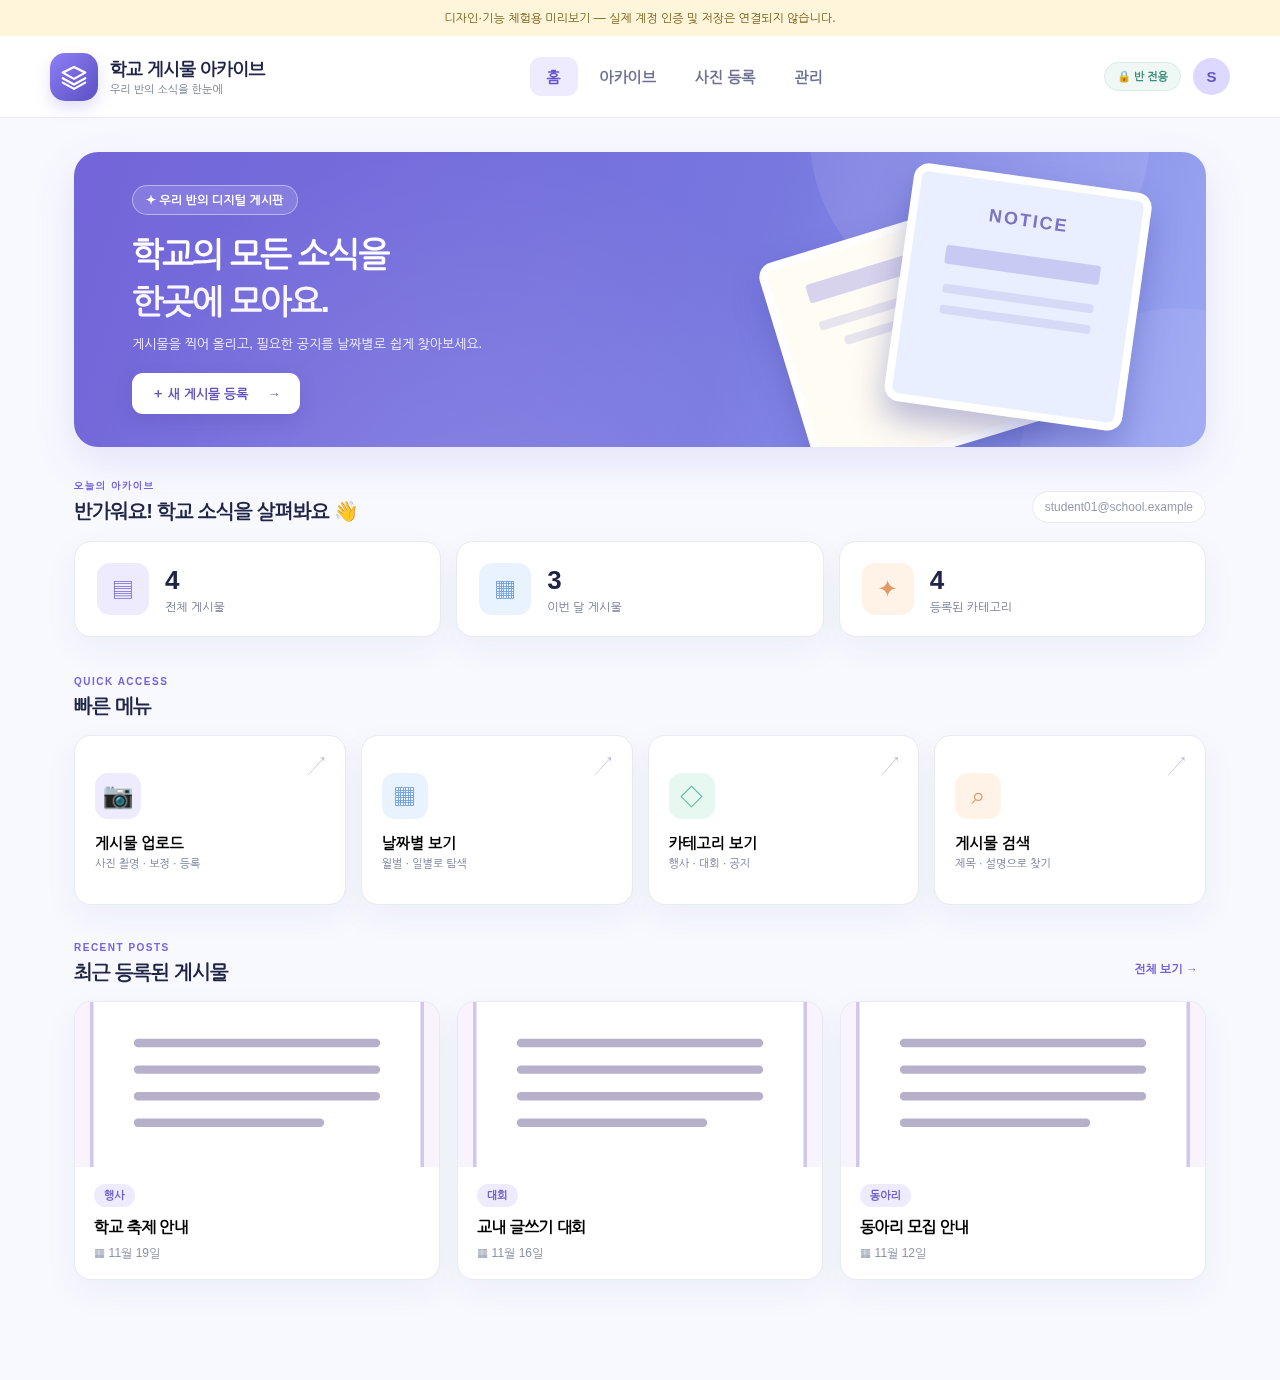 디자인·기능 체험용 미리보기 — 실제 계정 인증 및 저장은 연결되지 않습니다.
학교 게시물 아카이브
우리 반의 소식을 한눈에
홈
아카이브
사진 등록
관리
🔒 반 전용
S
✦ 우리 반의 디지털 게시판
학교의 모든 소식을
한곳에 모아요.
게시물을 찍어 올리고, 필요한 공지를 날짜별로 쉽게 찾아보세요.
+ 새 게시물 등록 →
NOTICE
오늘의 아카이브
반가워요! 학교 소식을 살펴봐요 👋
student01@school.example
4
전체 게시물
3
이번 달 게시물
4
등록된 카테고리
QUICK ACCESS
빠른 메뉴
게시물 업로드
사진 촬영 · 보정 · 등록
날짜별 보기
월별 · 일별로 탐색
카테고리 보기
행사 · 대회 · 공지
게시물 검색
제목 · 설명으로 찾기
RECENT POSTS
최근 등록된 게시물
전체 보기 →
행사
학교 축제 안내
▦ 11월 19일
대회
교내 글쓰기 대회
▦ 11월 16일
동아리
동아리 모집 안내
▦ 11월 12일